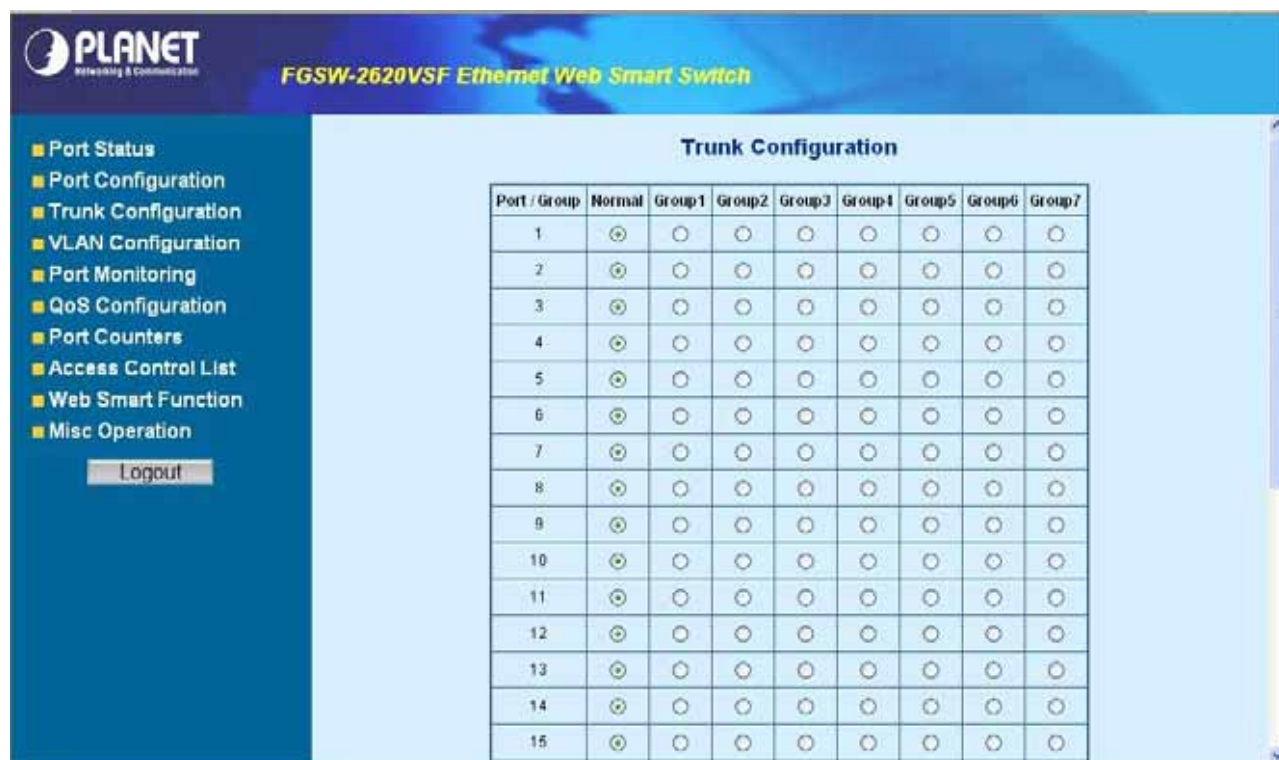 PLANET
Networking & Communication
FGSW-2620VSF Ethernet Web Smart Switch
Port Status
Port Configuration
Trunk Configuration
VLAN Configuration
Port Monitoring
QoS Configuration
Port Counters
Access Control List
Web Smart Function
Misc Operation
Logout
Trunk Configuration
Port / Group Normal Group1 Group2 Group3 Group4 Group5 Group6 Group7
1
2
3
4
5
6
7
8
9
10
11
12
13
14
15